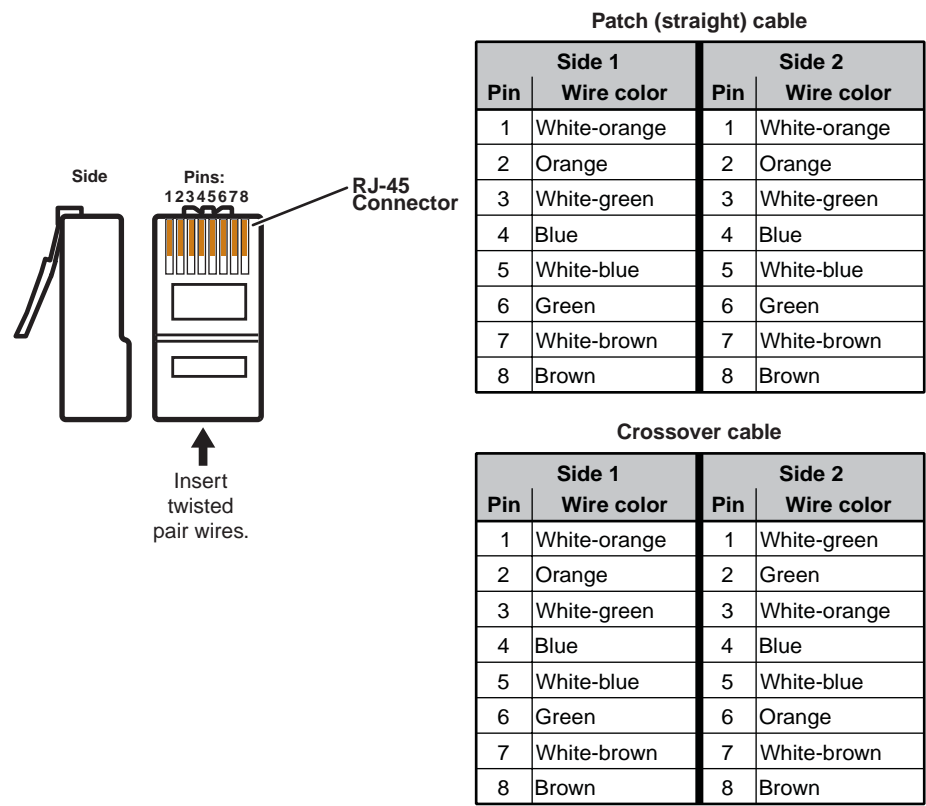 Patch (straight) cable
Side 1 Side 2
Pin Wire color Pin Wire color
1 White-orange 1 White-orange
2 Orange 2 Orange
3 White-green 3 White-green
4 Blue 4 Blue
5 White-blue 5 White-blue
6 Green 6 Green
7 White-brown 7 White-brown
8 Brown 8 Brown
Side
Pins:
12345678
RJ-45
Connector
Insert
twisted
pair wires.
Crossover cable
Side 1 Side 2
Pin Wire color Pin Wire color
1 White-orange 1 White-green
2 Orange 2 Green
3 White-green 3 White-orange
4 Blue 4 Blue
5 White-blue 5 White-blue
6 Green 6 Orange
7 White-brown 7 White-brown
8 Brown 8 Brown